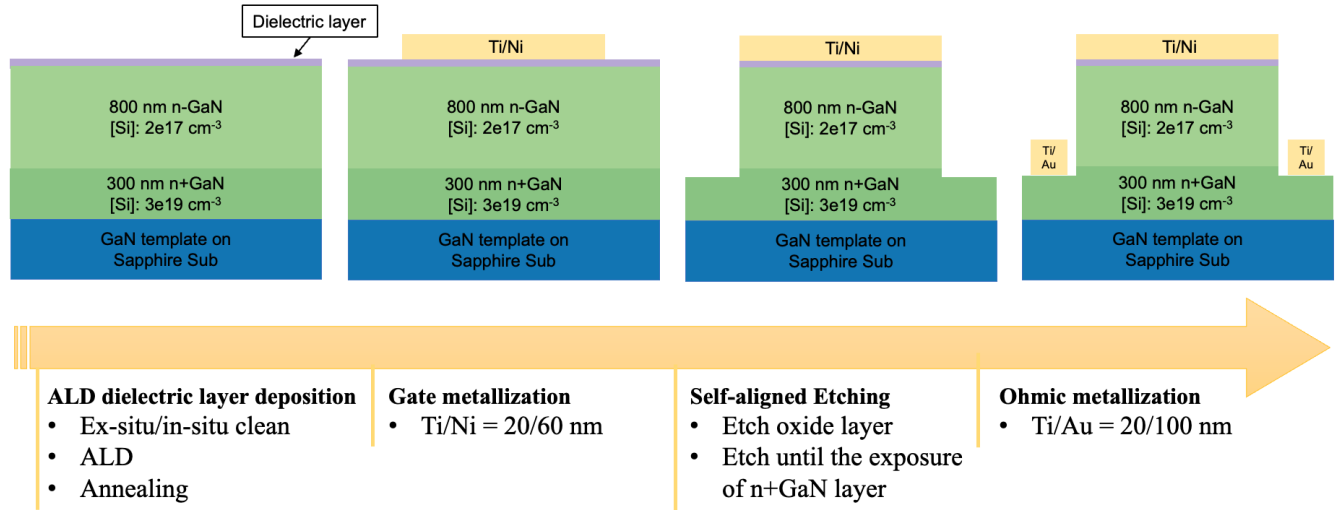 Dielectric layer
800 nm n-GaN
[Si]: 2e17 cm-3
300 nm n+GaN
[Si]: 3e19 cm-3
GaN template on
Sapphire Sub
Ti/Ni
800 nm n-GaN
[Si]: 2e17 cm-3
300 nm n+GaN
[Si]: 3e19 cm-3
GaN template on
Sapphire Sub
Ti/Ni
800 nm n-GaN
[Si]: 2e17 cm-3
300 nm n+GaN
[Si]: 3e19 cm-3
GaN template on
Sapphire Sub
Ti/Ni
800 nm n-GaN
[Si]: 2e17 cm-3
Ti/
Au
Ti/
Au
300 nm n+GaN
[Si]: 3e19 cm-3
GaN template on
Sapphire Sub
ALD dielectric layer deposition
• Ex-situ/in-situ clean
• ALD
• Annealing
Gate metallization
• Ti/Ni = 20/60 nm
Self-aligned Etching
• Etch oxide layer
• Etch until the exposure
of n+GaN layer
Ohmic metallization
• Ti/Au = 20/100 nm